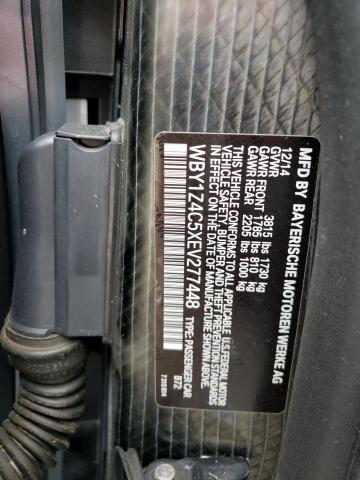 MFD BY BAYERISCHE MOTOREN WERKE AG
12/14
GVWR 3815 lbs 1730 kg
GAWR FRONT 1785 lbs 810 kg
GAWR REAR 2205 lbs 1000 kg
THIS VEHICLE CONFORMS TO ALL APPLICABLE U.S. FEDERAL MOTOR
VEHICLE SAFETY, BUMPER AND THEFT PREVENTION STANDARDS
IN EFFECT ON THE DATE OF MANUFACTURE SHOWN ABOVE.
WBY1Z4C5XEV277448 TYPE: PASSENGER CAR
B72